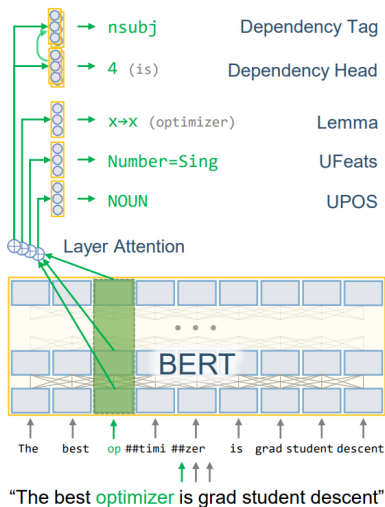 nsubj Dependency Tag
4 (is) Dependency Head
x→x (optimizer) Lemma
Number=Sing UFeats
NOUN UPOS
Layer Attention
BERT
The best op ##timi ##zer is grad student descent
“The best optimizer is grad student descent”